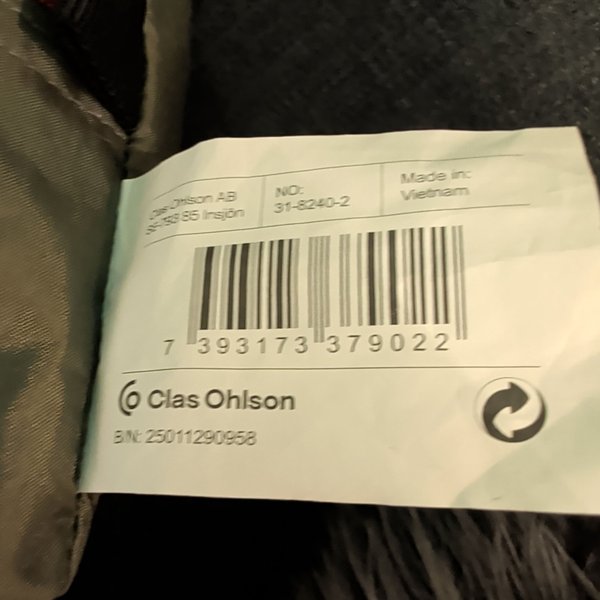 Clas Ohlson AB
SE-793 85 Insjön
NO:
31-8240-2
Made in:
Vietnam
7 393173 379022
Clas Ohlson
B/N: 25011290958